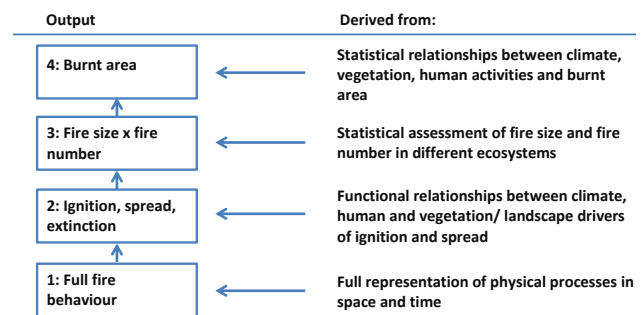 Output
Derived from:
4: Burnt area
Statistical relationships between climate,
vegetation, human activities and burnt
area
3: Fire size x fire
number
Statistical assessment of fire size and fire
number in different ecosystems
2: Ignition, spread,
extinction
Functional relationships between climate,
human and vegetation/ landscape drivers
of ignition and spread
1: Full fire
behaviour
Full representation of physical processes in
space and time